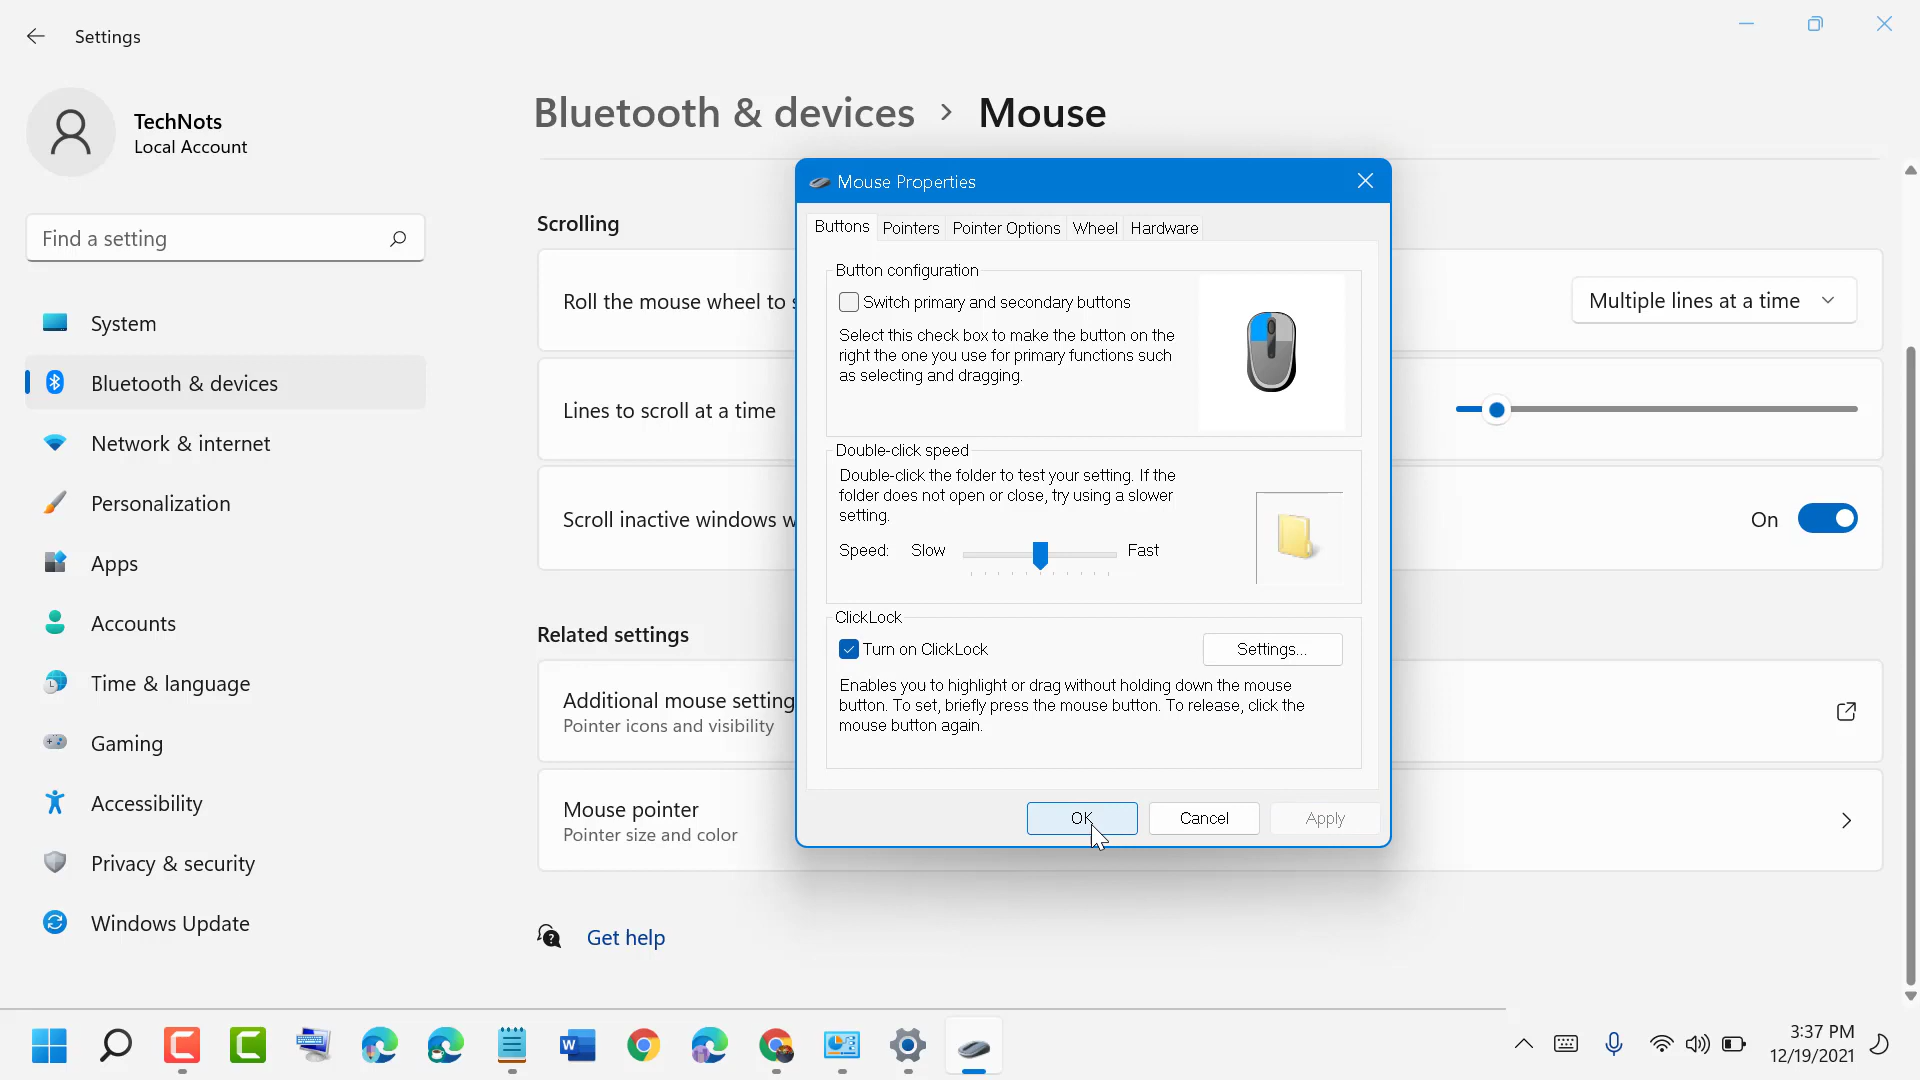 Settings
TechNots
Local Account
Find a setting
System
Bluetooth & devices
Network & internet
Personalization
Apps
Accounts
Time & language
Gaming
Accessibility
Privacy & security
Windows Update
Bluetooth & devices › Mouse
Scrolling
Roll the mouse wheel to s
Multiple lines at a time
Lines to scroll at a time
Scroll inactive windows w
On
Related settings
Additional mouse setting
Pointer icons and visibility
Mouse pointer
Pointer size and color
Get help
Mouse Properties
Buttons Pointers Pointer Options Wheel Hardware
Button configuration
Switch primary and secondary buttons
Select this check box to make the button on the
right the one you use for primary functions such
as selecting and dragging.
Double-click speed
Double-click the folder to test your setting. If the
folder does not open or close, try using a slower
setting.
Speed: Slow Fast
ClickLock
Turn on ClickLock
Settings...
Enables you to highlight or drag without holding down the mouse
button. To set, briefly press the mouse button. To release, click the
mouse button again.
OK Cancel Apply
3:37 PM
12/19/2021